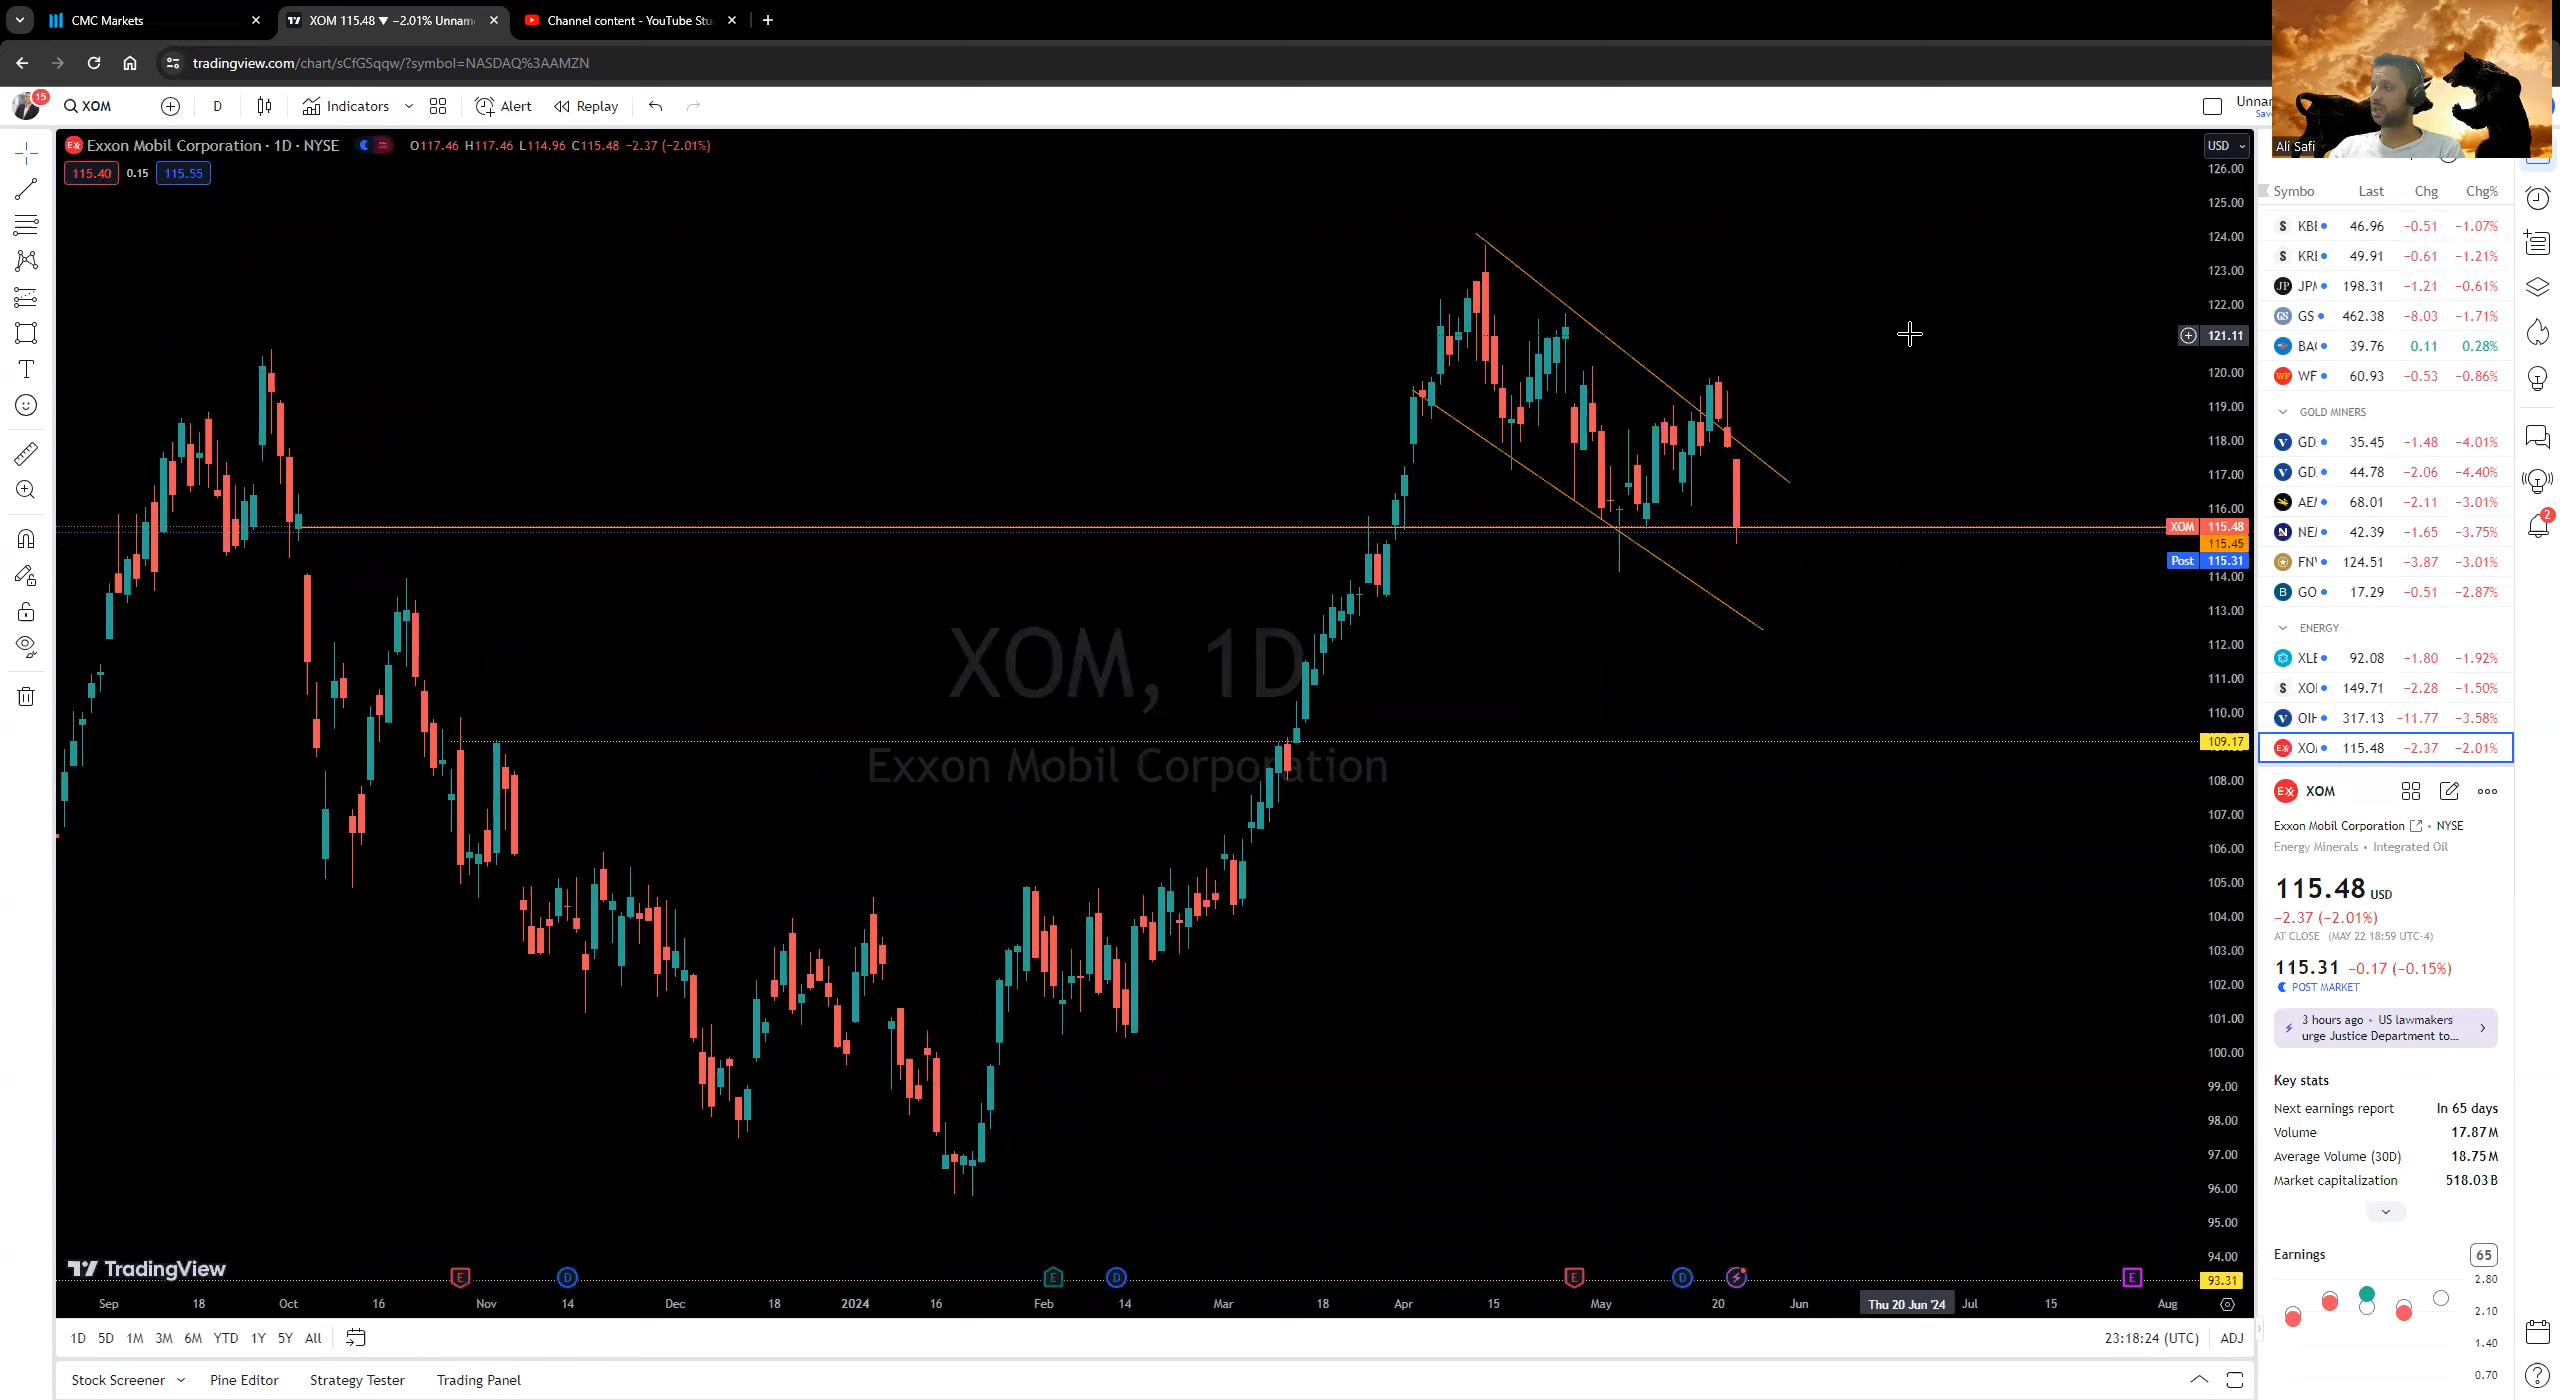 CMC Markets
XOM 115.48 ▼ −2.01% Unnam
Channel content - YouTube Stu
tradingview.com/chart/sCfGSqqw/?symbol=NASDAQ%3AAMZN
15
XOM
D
Indicators
Alert
Replay
Unnar
Ali Safi
Exxon Mobil Corporation · 1D · NYSE
O117.46 H117.46 L114.96 C115.48 −2.37 (−2.01%)
115.40 0.15 115.55
USD
126.00
125.00
124.00
123.00
122.00
121.11
120.00
119.00
118.00
117.00
116.00
XOM 115.48
115.45
Post 115.31
114.00
113.00
112.00
111.00
110.00
109.17
108.00
107.00
106.00
105.00
104.00
103.00
102.00
101.00
100.00
99.00
98.00
97.00
96.00
95.00
94.00
93.31
XOM, 1D
Exxon Mobil Corporation
TradingView
E D E D E D E
Sep 18 Oct 16 Nov 14 Dec 18 2024 16 Feb 14 Mar 18 Apr 15 May 20 Jun Thu 20 Jun '24 Jul 15 Aug
1D 5D 1M 3M 6M YTD 1Y 5Y All
23:18:24 (UTC) ADJ
Stock Screener Pine Editor Strategy Tester Trading Panel
Symbo Last Chg Chg%
S KBE 46.96 −0.51 −1.07%
S KRE 49.91 −0.61 −1.21%
JP JPM 198.31 −1.21 −0.61%
GS GS 462.38 −8.03 −1.71%
BAC 39.76 0.11 0.28%
WF WF 60.93 −0.53 −0.86%
GOLD MINERS
V GD 35.45 −1.48 −4.01%
V GD 44.78 −2.06 −4.40%
AEM 68.01 −2.11 −3.01%
N NEM 42.39 −1.65 −3.75%
FNV 124.51 −3.87 −3.01%
B GO 17.29 −0.51 −2.87%
ENERGY
XLE 92.08 −1.80 −1.92%
S XO 149.71 −2.28 −1.50%
V OIH 317.13 −11.77 −3.58%
EX XO 115.48 −2.37 −2.01%
2
EX XOM
Exxon Mobil Corporation • NYSE
Energy Minerals • Integrated Oil
115.48 USD
−2.37 (−2.01%)
AT CLOSE (MAY 22 18:59 UTC-4)
115.31 −0.17 (−0.15%)
POST MARKET
3 hours ago • US lawmakers
urge Justice Department to...
Key stats
Next earnings report In 65 days
Volume 17.87M
Average Volume (30D) 18.75M
Market capitalization 518.03B
Earnings 65
2.80
2.10
1.40
0.70